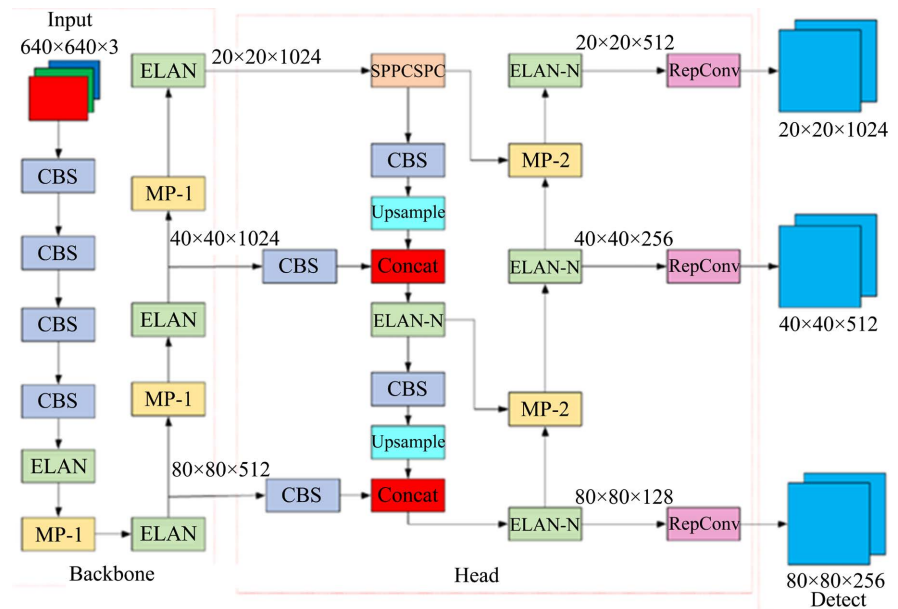 Input
640×640×3
CBS
CBS
CBS
CBS
ELAN
MP-1
ELAN
MP-1
ELAN
MP-1
ELAN
Backbone
20×20×1024
40×40×1024
80×80×512
CBS
CBS
SPPCSPC
CBS
Upsample
Concat
ELAN-N
CBS
Upsample
Concat
ELAN-N
MP-2
ELAN-N
MP-2
ELAN-N
Head
20×20×512
40×40×256
80×80×128
RepConv
RepConv
RepConv
20×20×1024
40×40×512
80×80×256
Detect